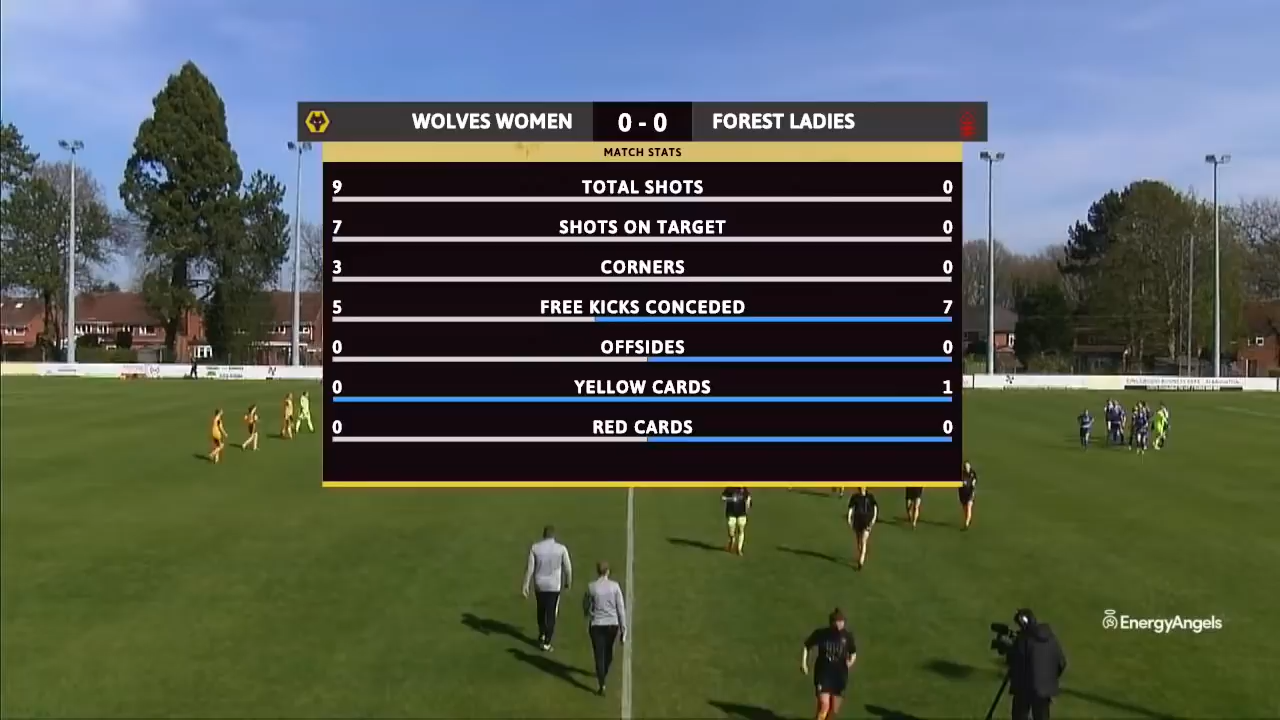 WOLVES WOMEN 0 - 0 FOREST LADIES
MATCH STATS
9 TOTAL SHOTS 0
7 SHOTS ON TARGET 0
3 CORNERS 0
5 FREE KICKS CONCEDED 7
0 OFFSIDES 0
0 YELLOW CARDS 1
0 RED CARDS 0
EnergyAngels